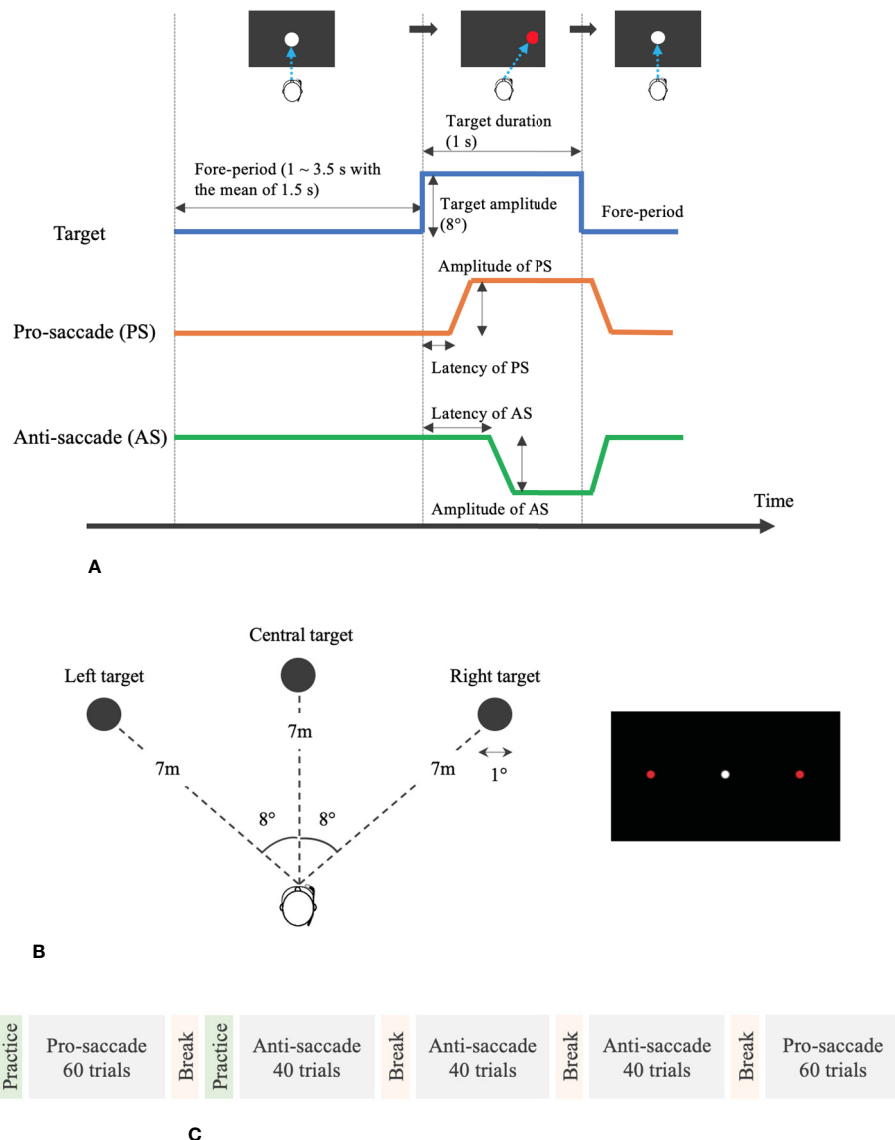 Target duration
(1 s)
Fore-period (1 ~ 3.5 s with
the mean of 1.5 s)
Target amplitude
(8°)
Fore-period
Target
Amplitude of PS
Pro-saccade (PS)
Latency of PS
Latency of AS
Anti-saccade (AS)
Amplitude of AS
Time
A
Central target
Left target
Right target
7m
7m
7m
1°
8°
8°
B
Practice
Pro-saccade
60 trials
Break
Practice
Anti-saccade
40 trials
Break
Anti-saccade
40 trials
Break
Anti-saccade
40 trials
Break
Pro-saccade
60 trials
C